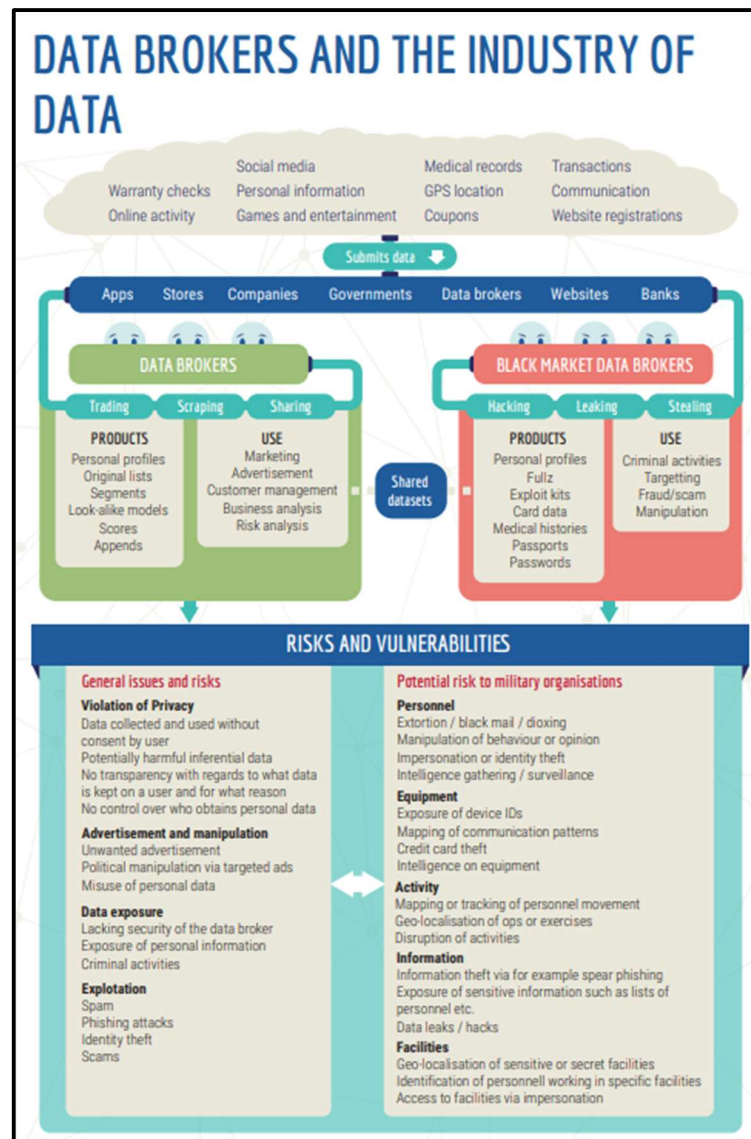 DATA BROKERS AND THE INDUSTRY OF
DATA
Social media
Medical records
Transactions
Warranty checks
Personal information
GPS location
Communication
Online activity
Games and entertainment
Coupons
Website registrations
Submits data
Apps Stores Companies Governments Data brokers Websites Banks
DATA BROKERS
Trading Scraping Sharing
PRODUCTS
Personal profiles
Original lists
Segments
Look-alike models
Scores
Appends
USE
Marketing
Advertisement
Customer management
Business analysis
Risk analysis
Shared
datasets
BLACK MARKET DATA BROKERS
Hacking Leaking Stealing
PRODUCTS
Personal profiles
Fullz
Exploit kits
Card data
Medical histories
Passports
Passwords
USE
Criminal activities
Targetting
Fraud/scam
Manipulation
RISKS AND VULNERABILITIES
General issues and risks
Violation of Privacy
Data collected and used without
consent by user
Potentially harmful inferential data
No transparency with regards to what data
is kept on a user and for what reason
No control over who obtains personal data
Advertisement and manipulation
Unwanted advertisement
Political manipulation via targeted ads
Misuse of personal data
Data exposure
Lacking security of the data broker
Exposure of personal information
Criminal activities
Explotation
Spam
Phishing attacks
Identity theft
Scams
Potential risk to military organisations
Personnel
Extortion / black mail / dioxing
Manipulation of behaviour or opinion
Impersonation or identity theft
Intelligence gathering / surveillance
Equipment
Exposure of device IDs
Mapping of communication patterns
Credit card theft
Intelligence on equipment
Activity
Mapping or tracking of personnel movement
Geo-localisation of ops or exercises
Disruption of activities
Information
Information theft via for example spear phishing
Exposure of sensitive information such as lists of
personnel etc.
Data leaks / hacks
Facilities
Geo-localisation of sensitive or secret facilities
Identification of personnell working in specific facilities
Access to facilities via impersonation